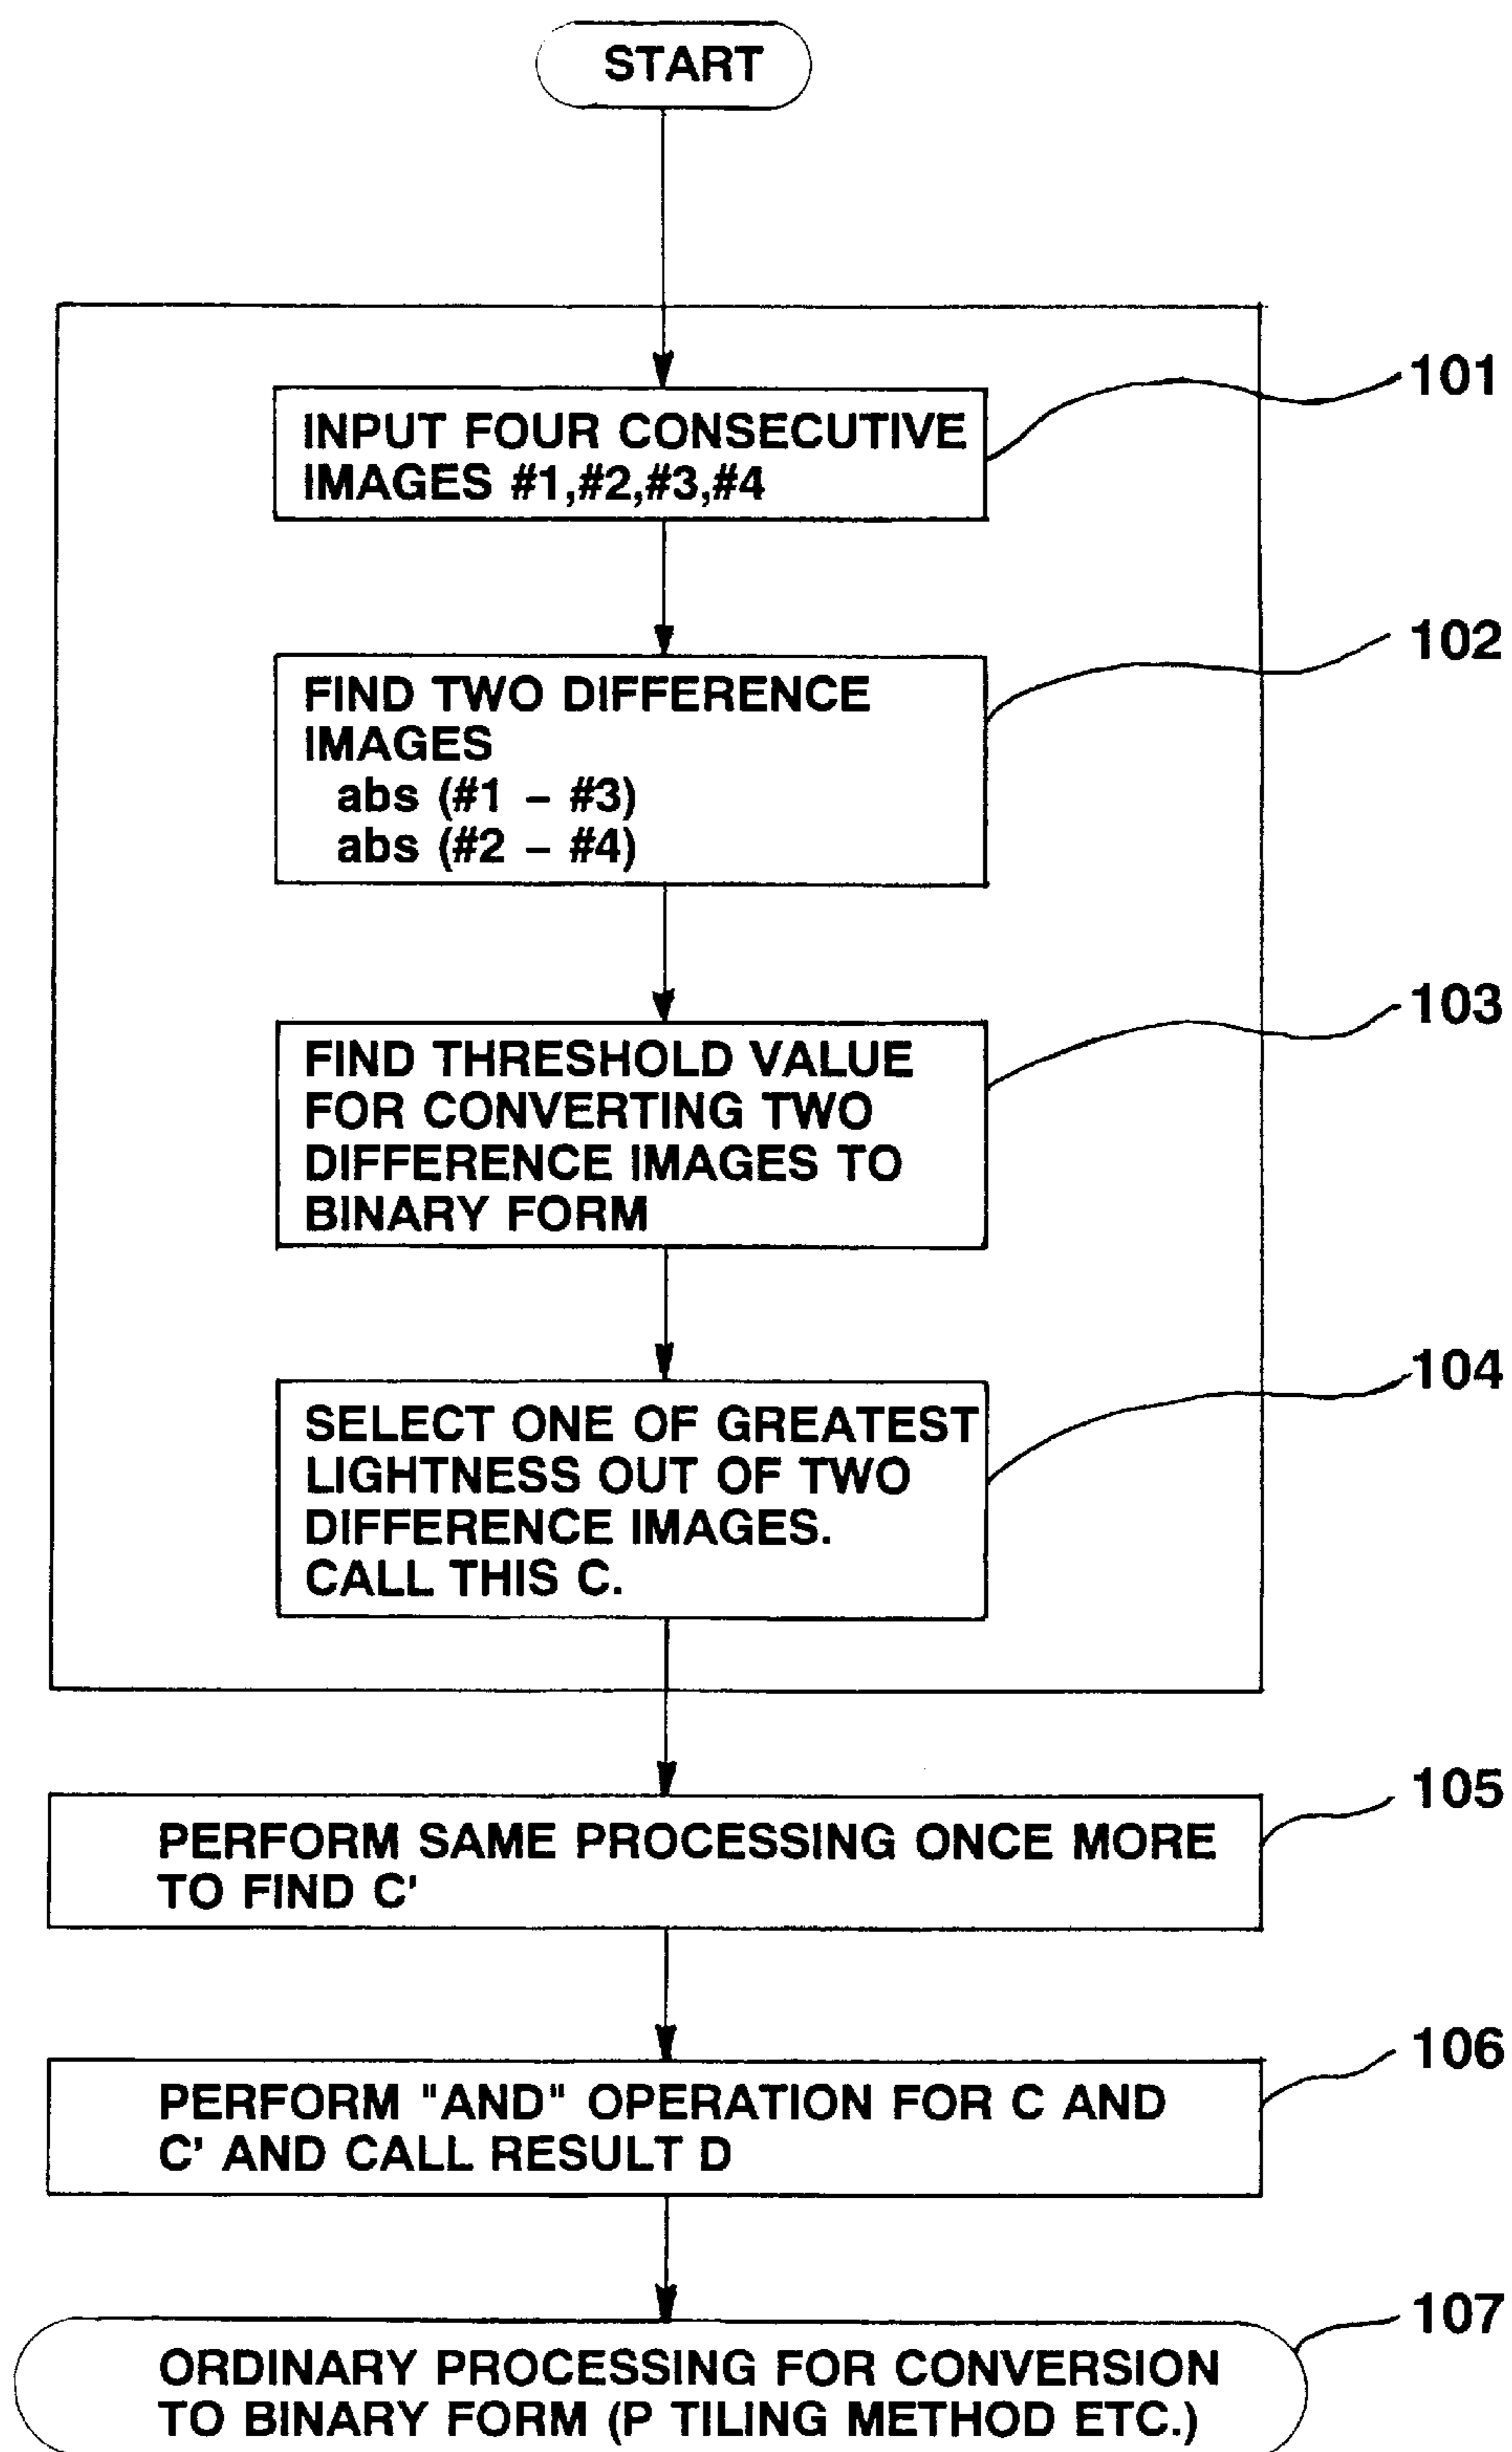 START
101
INPUT FOUR CONSECUTIVE
IMAGES #1,#2,#3,#4
102
FIND TWO DIFFERENCE
IMAGES
abs (#1 – #3)
abs (#2 – #4)
103
FIND THRESHOLD VALUE
FOR CONVERTING TWO
DIFFERENCE IMAGES TO
BINARY FORM
104
SELECT ONE OF GREATEST
LIGHTNESS OUT OF TWO
DIFFERENCE IMAGES.
CALL THIS C.
105
PERFORM SAME PROCESSING ONCE MORE
TO FIND C'
106
PERFORM "AND" OPERATION FOR C AND
C' AND CALL RESULT D
107
ORDINARY PROCESSING FOR CONVERSION
TO BINARY FORM (P TILING METHOD ETC.)